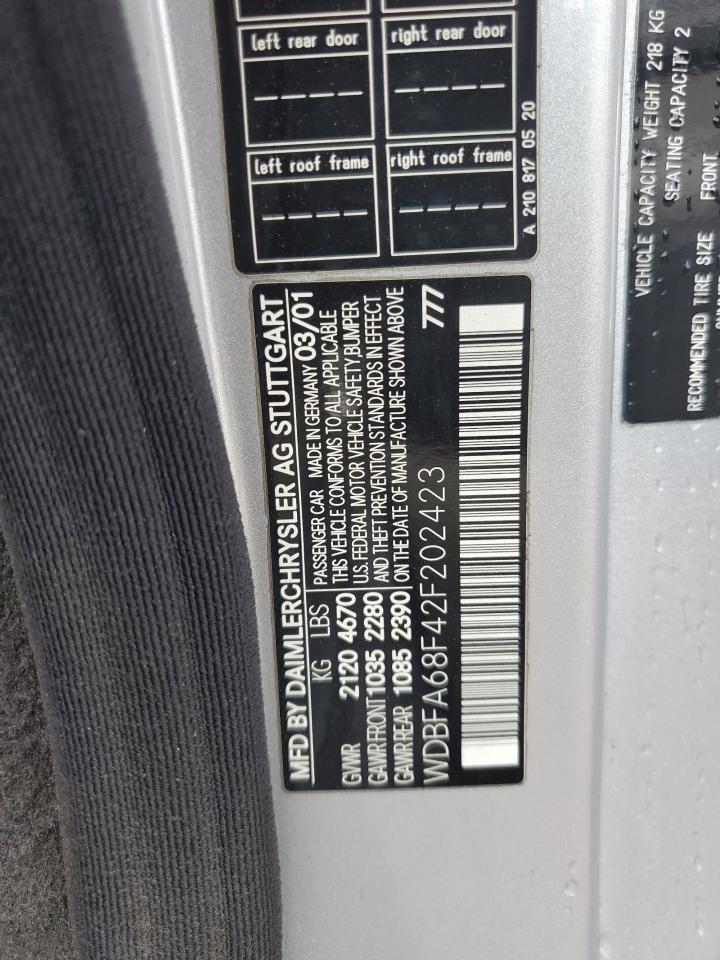 left rear door
right rear door
left roof frame
right roof frame
A 210 817 05 20
MFD BY DAIMLERCHRYSLER AG STUTTGART
KG LBS
GVWR 2120 4670
GAWR FRONT 1035 2280
GAWR REAR 1085 2390
PASSENGER CAR MADE IN GERMANY 03/01
THIS VEHICLE CONFORMS TO ALL APPLICABLE
U.S. FEDERAL MOTOR VEHICLE SAFETY,BUMPER
AND THEFT PREVENTION STANDARDS IN EFFECT
ON THE DATE OF MANUFACTURE SHOWN ABOVE
WDBFA68F42F202423
777
VEHICLE CAPACITY WEIGHT 218 KG
SEATING CAPACITY 2
RECOMMENDED TIRE SIZE FRONT